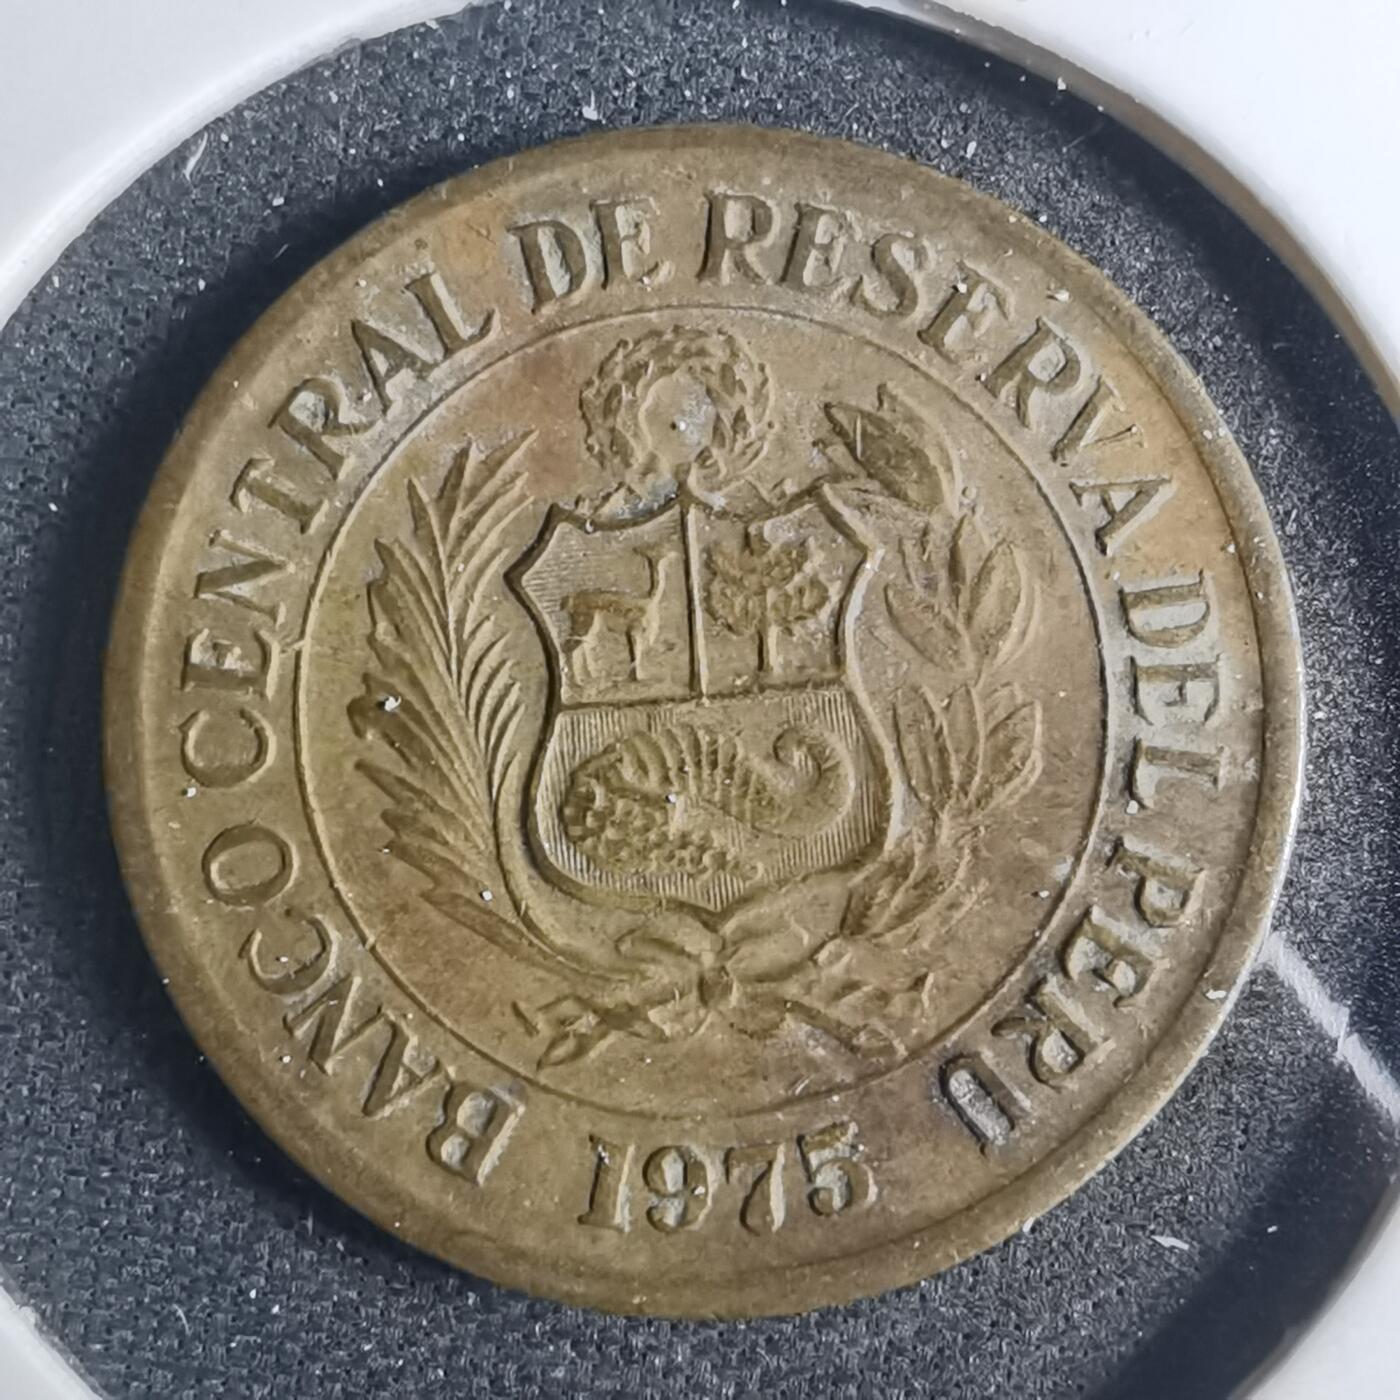 BANCO CENTRAL DE RESERVA DEL PERU
1975